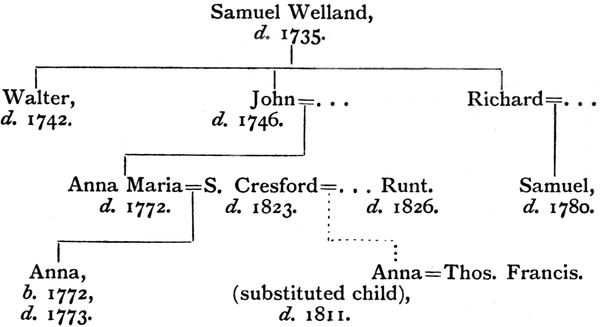 Samuel Welland,
d. 1735.
Walter, John=... Richard=...
d. 1742. d. 1746.
Anna Maria=S. Cresford=... Runt. Samuel,
d. 1772. d. 1823. d. 1826. d. 1780.
Anna, Anna=Thos. Francis.
b. 1772, (substituted child),
d. 1773. d. 1811.